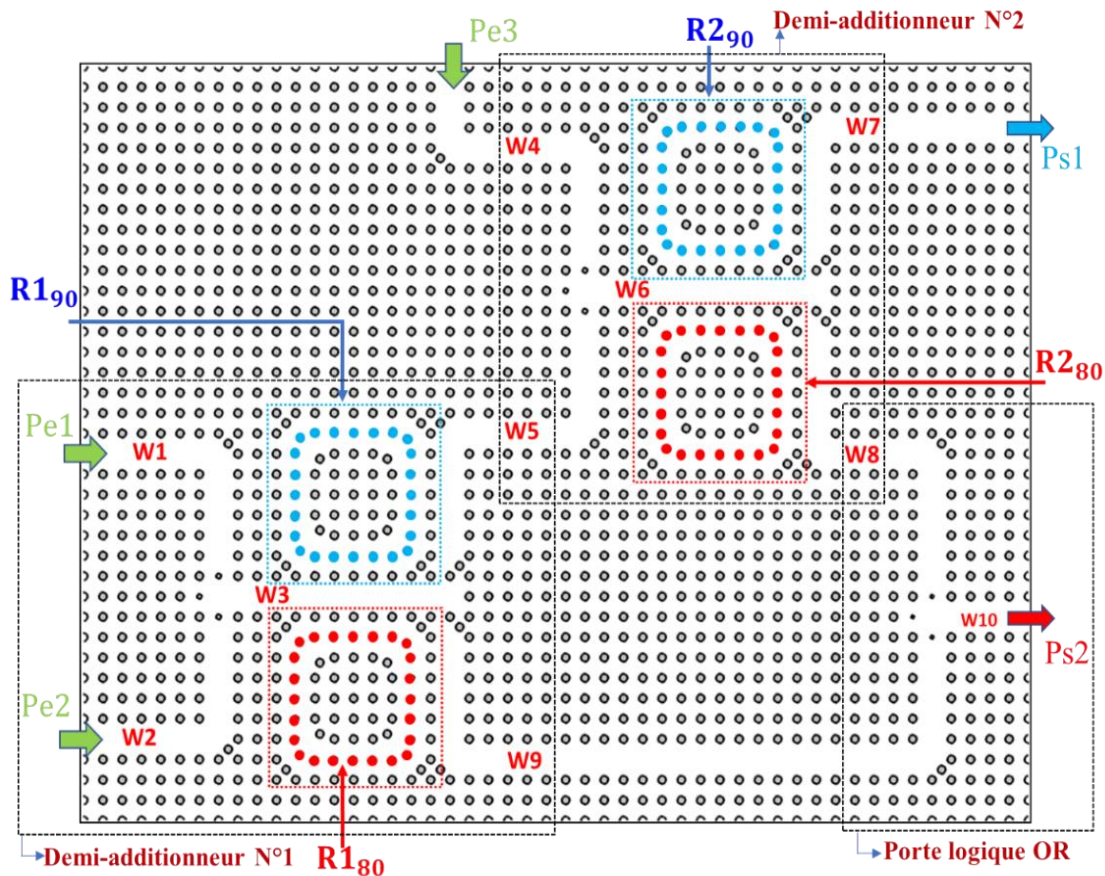 Demi-additionneur N°2
Pe3
R2₉₀
W4
W7
Ps1
R1₉₀
W6
R2₈₀
Pe1
W1
W5
W8
W3
W10
Ps2
Pe2
W2
W9
Demi-additionneur N°1
R1₈₀
Porte logique OR